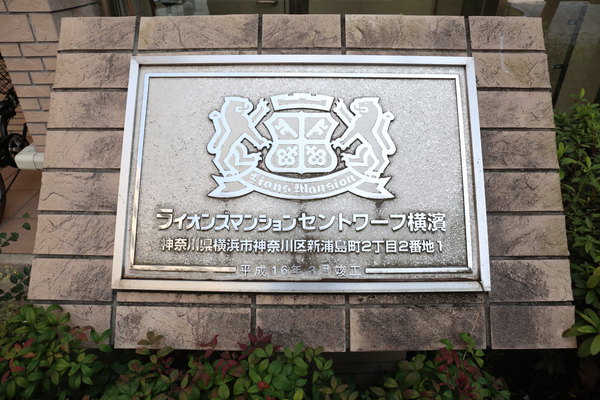 Lions Mansion
ライオンズマンションセントワーフ横濱
神奈川県横浜市神奈川区新浦島町2丁目2番地1
平成16年3月竣工